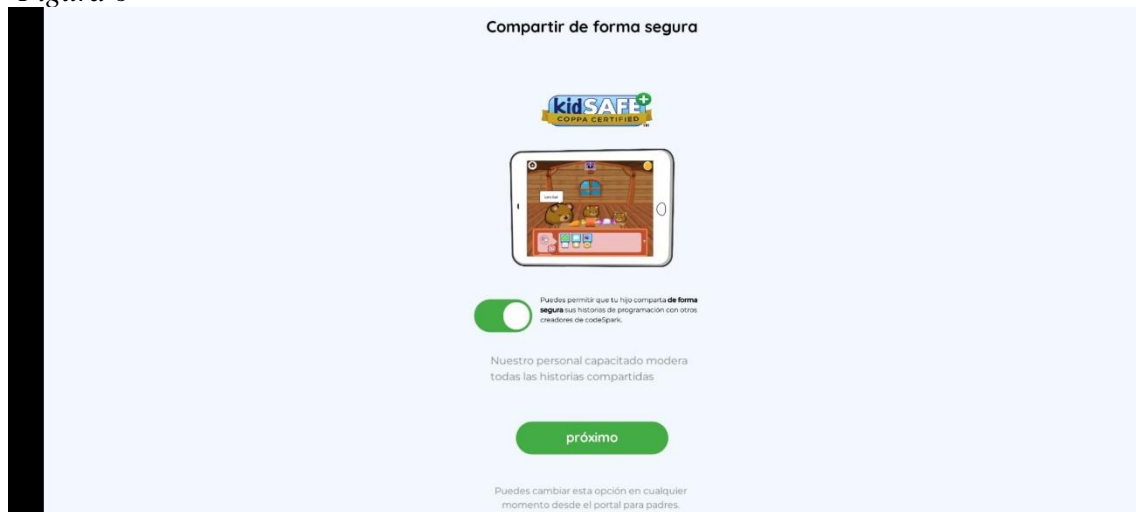 Compartir de forma segura
kidSAFE+
COPPA CERTIFIED
Puedes permitir que tu hijo comparta de forma
segura sus historias de programación con otros
creadores de codeSpark.
Nuestro personal capacitado modera
todas las historias compartidas
próximo
Puedes cambiar esta opción en cualquier
momento desde el portal para padres.